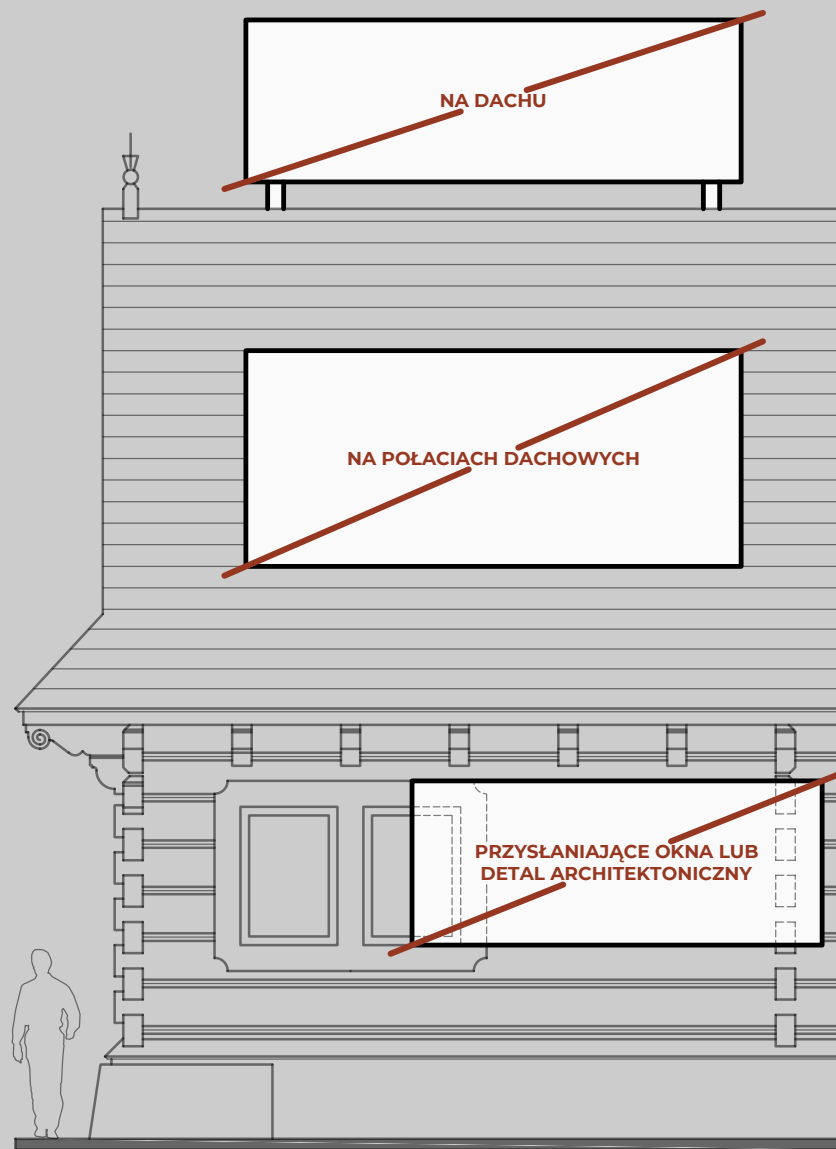 NA DACHU
NA POŁACIACH DACHOWYCH
PRZYSŁANIAJĄCE OKNA LUB
DETAL ARCHITEKTONICZNY